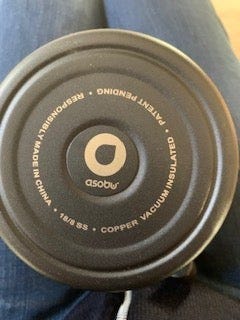 asobu®
RESPONSIBLY MADE IN CHINA • 18/8 SS • COPPER VACUUM INSULATED • PATENT PENDING •